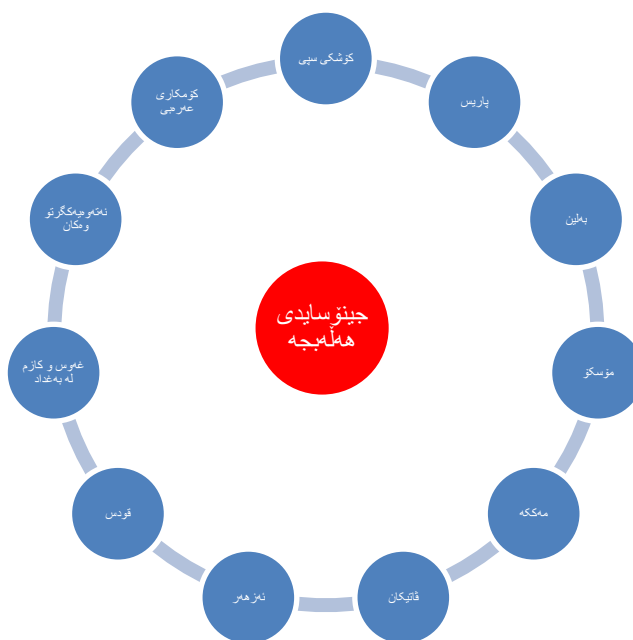 کۆشکی سپی
پاریس
بەلین
مۆسکۆ
مەککە
ڤاتیکان
ئەزهەر
قودس
غەوس و کازم
لە بەغداد
نەتەوەیەکگرتو
وەکان
کۆمکاری
عەرەبی
جینۆسایدی
هەڵەبجە